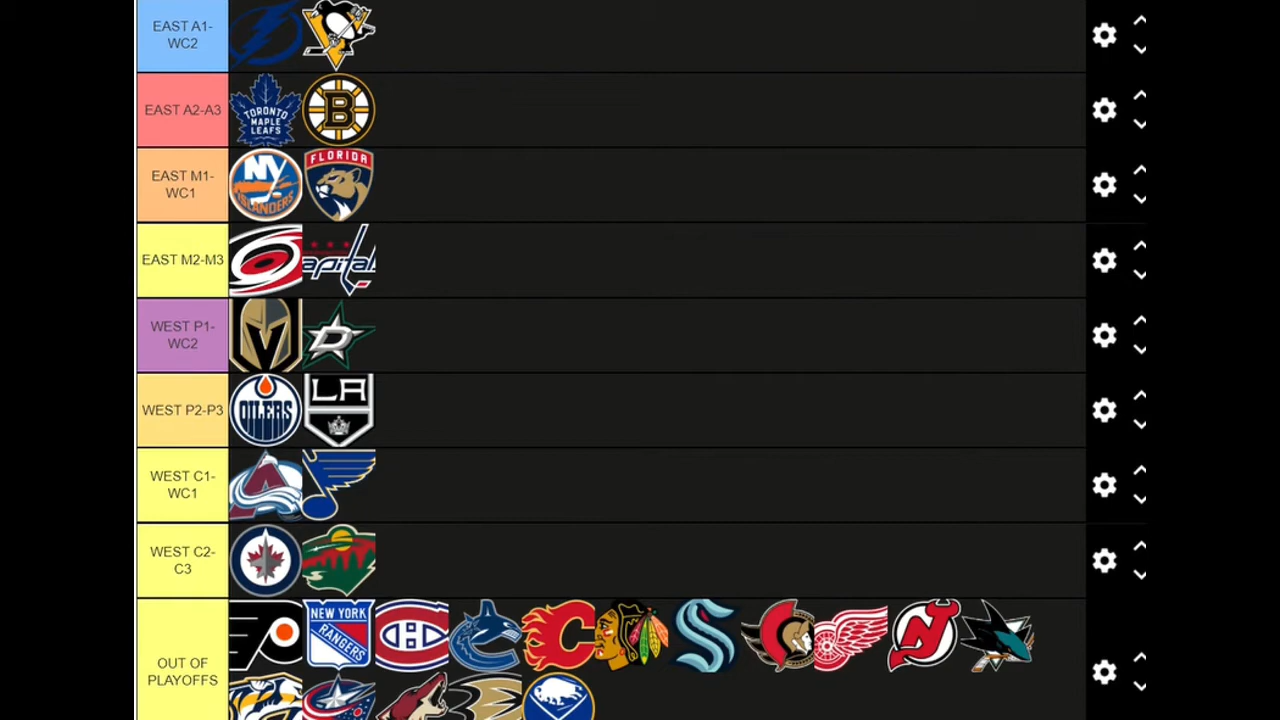 EAST A1-
WC2
EAST A2-A3
TORONTO
MAPLE
LEAFS
B
EAST M1-
WC1
NY
ISLANDERS
FLORIDA
EAST M2-M3
capitals
WEST P1-
WC2
D
WEST P2-P3
OILERS
LA
WEST C1-
WC1
WEST C2-
C3
OUT OF
PLAYOFFS
NEW YORK
RANGERS